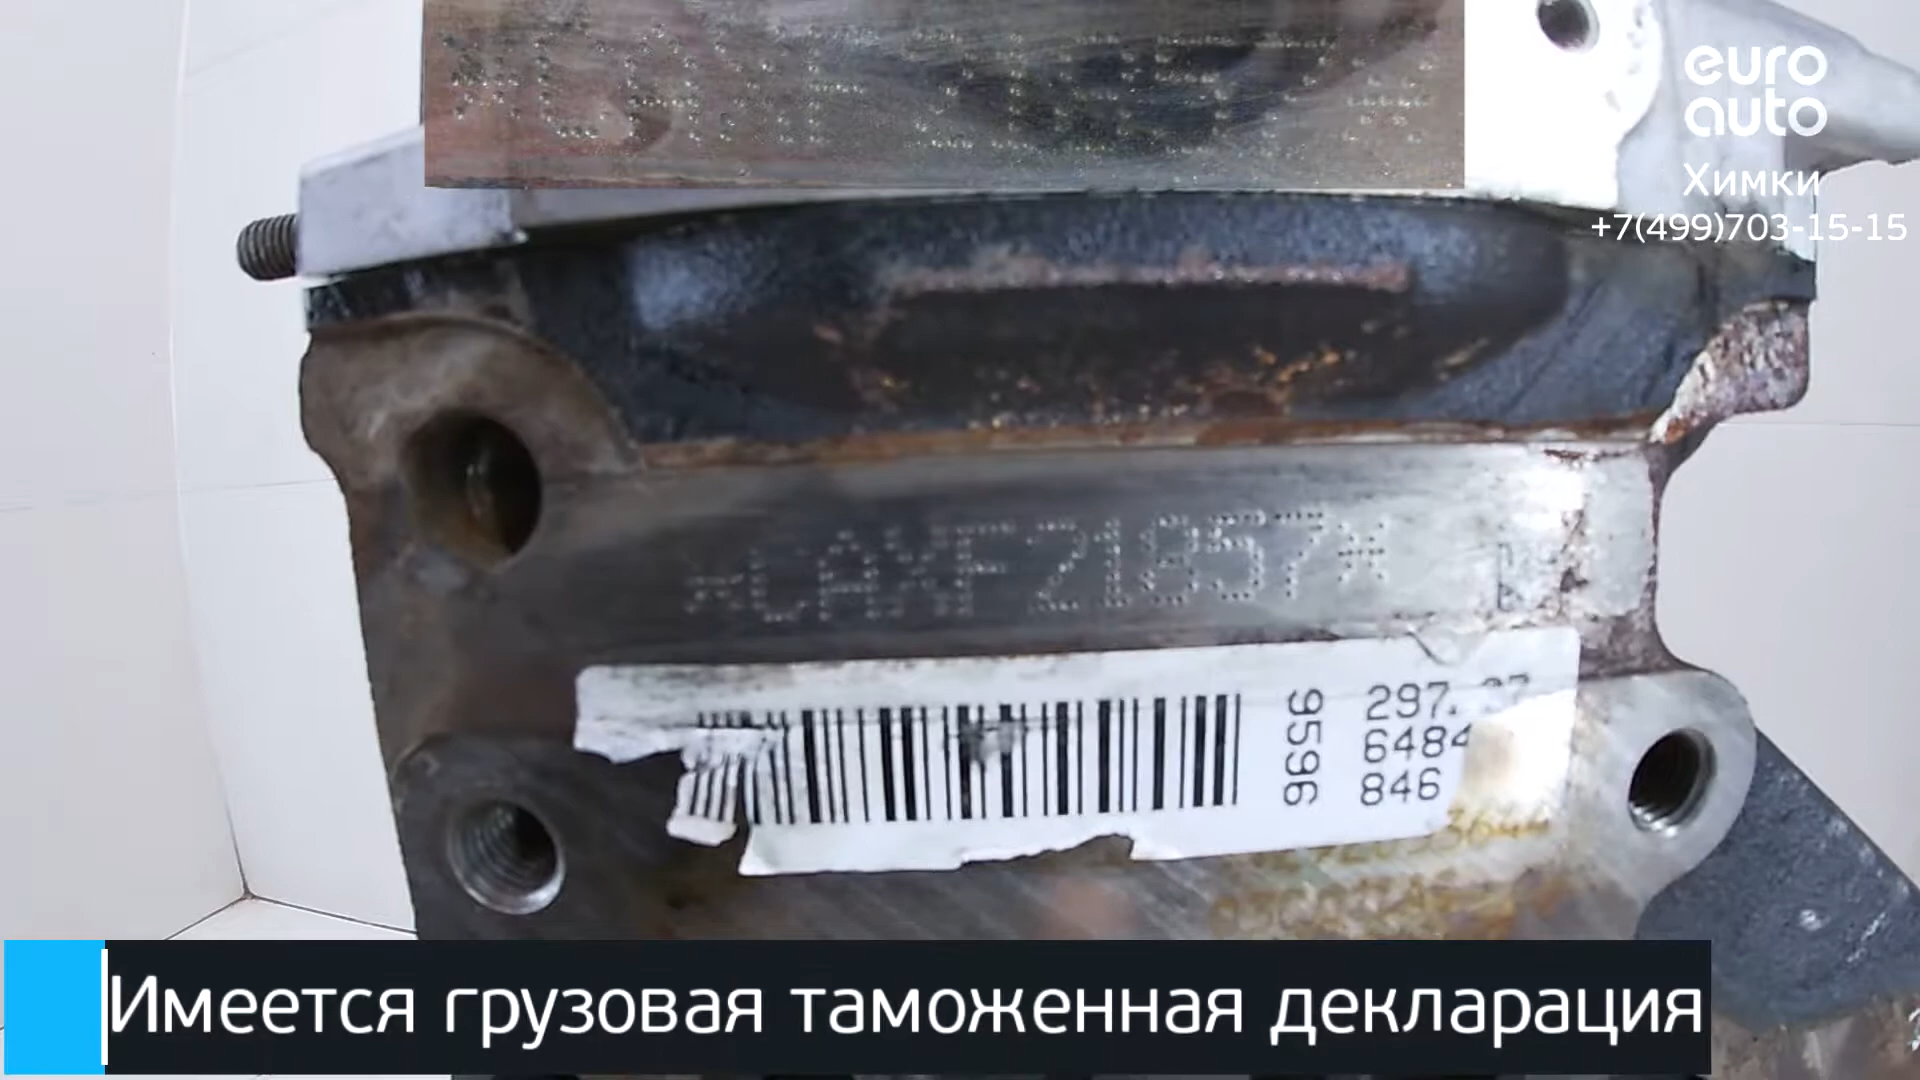 euro
auto
Химки
+7(499)703-15-15
*CAXF21857*
9596
297
6484
846
Имеется грузовая таможенная декларация